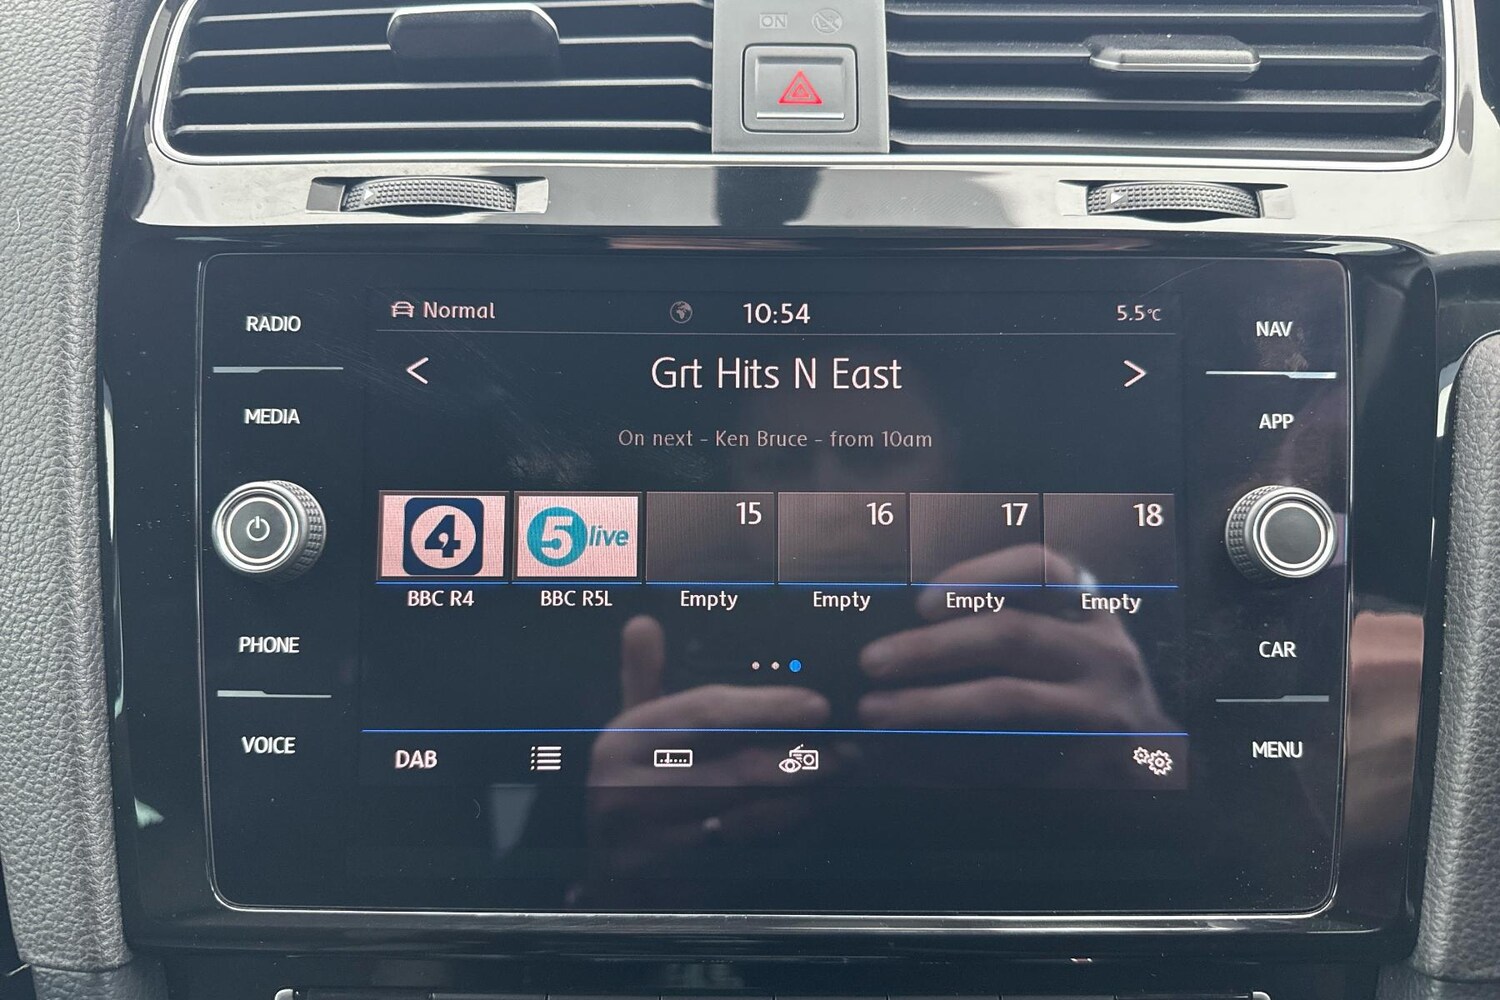 ON
RADIO
MEDIA
PHONE
VOICE
Normal 10:54 5.5°C
Grt Hits N East
On next - Ken Bruce - from 10am
4 5 live 15 16 17 18
BBC R4 BBC R5L Empty Empty Empty Empty
DAB
NAV
APP
CAR
MENU